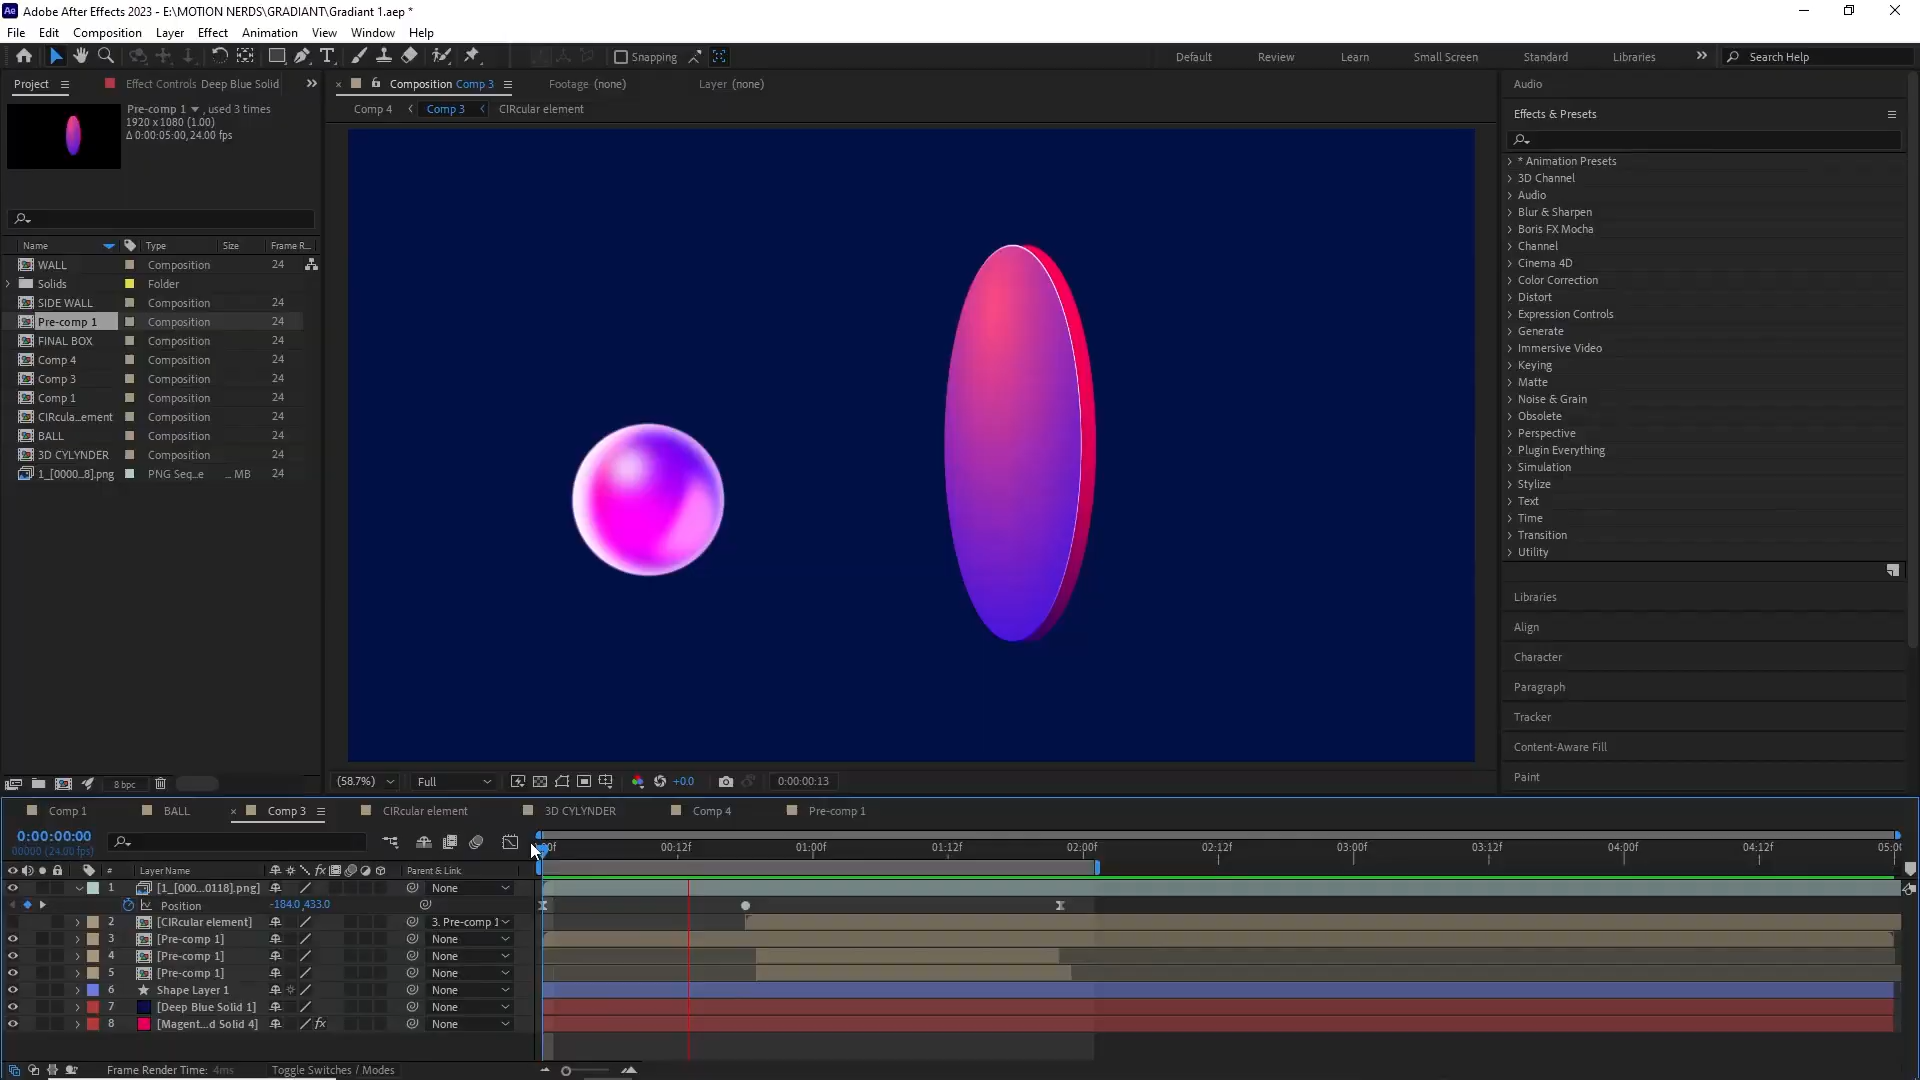 Adobe After Effects 2023 - E:\MOTION NERDS\GRADIANT\Gradiant 1.aep *
File Edit Composition Layer Effect Animation View Window Help
Snapping
Default Review Learn Small Screen Standard Libraries Search Help
Project Effect Controls Deep Blue Solid
Composition Comp 3 Footage (none) Layer (none)
Comp 4 Comp 3 CIRcular element
Pre-comp 1 , used 3 times
1920 x 1080 (1.00)
Δ 0:00:05:00, 24.00 fps
Name Type Size Frame R...
WALL Composition 24
Solids Folder
SIDE WALL Composition 24
Pre-comp 1 Composition 24
FINAL BOX Composition 24
Comp 4 Composition 24
Comp 3 Composition 24
Comp 1 Composition 24
CIRcula...ement Composition 24
BALL Composition 24
3D CYLYNDER Composition 24
1_[0000...8].png PNG Seq...e ... MB 24
8 bpc
(58.7%) Full +0.0 0:00:00:13
Audio
Effects & Presets
* Animation Presets
3D Channel
Audio
Blur & Sharpen
Boris FX Mocha
Channel
Cinema 4D
Color Correction
Distort
Expression Controls
Generate
Immersive Video
Keying
Matte
Noise & Grain
Obsolete
Perspective
Plugin Everything
Simulation
Stylize
Text
Time
Transition
Utility
Libraries
Align
Character
Paragraph
Tracker
Content-Aware Fill
Paint
Comp 1 BALL Comp 3 CIRcular element 3D CYLYNDER Comp 4 Pre-comp 1
0:00:00:00
00000 (24.00 fps)
00:12f 01:00f 01:12f 02:00f 02:12f 03:00f 03:12f 04:00f 04:12f 05:0
# Layer Name fx Parent & Link
1 [1_[000...0118].png] None
Position -184.0,433.0
2 [CIRcular element] 3. Pre-comp 1
3 [Pre-comp 1] None
4 [Pre-comp 1] None
5 [Pre-comp 1] None
6 Shape Layer 1 None
7 [Deep Blue Solid 1] None
8 [Magent...d Solid 4] fx None
Frame Render Time: 4ms Toggle Switches / Modes